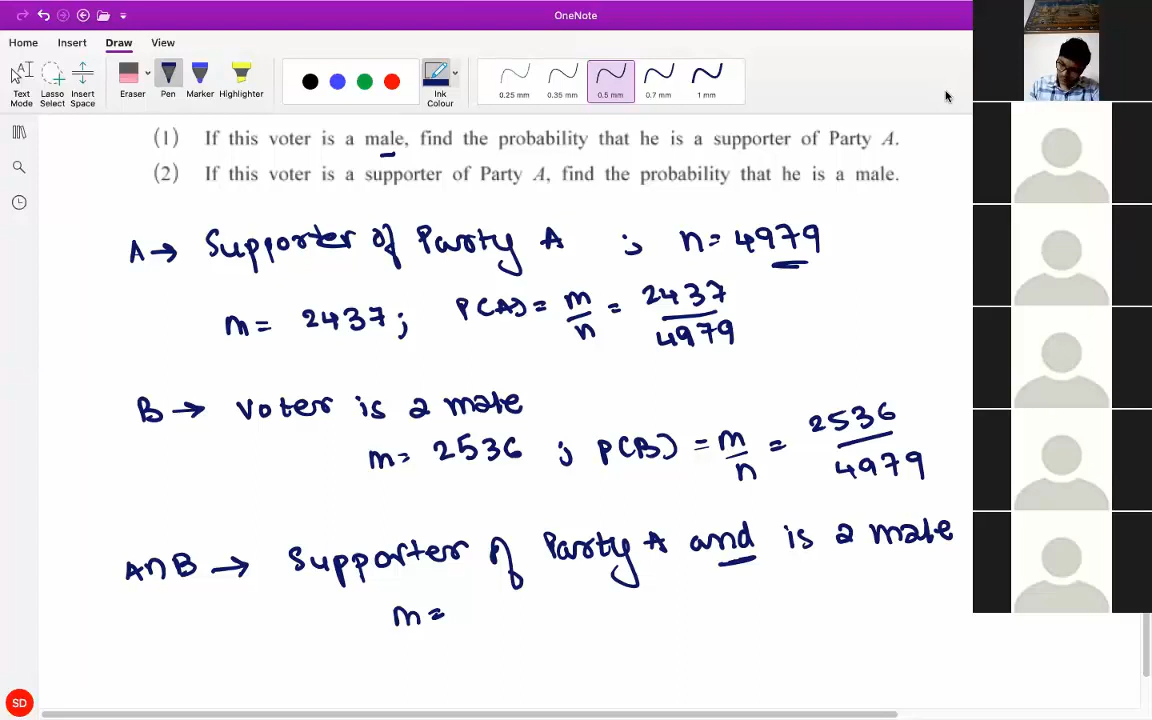 OneNote
Home Insert Draw View
Text Mode Lasso Select Insert Space Eraser Pen Marker Highlighter Ink Colour 0.25 mm 0.35 mm 0.5 mm 0.7 mm 1 mm
(1) If this voter is a male, find the probability that he is a supporter of Party A.
(2) If this voter is a supporter of Party A, find the probability that he is a male.
A → Supporter of Party A ; n = 4979
m = 2437 ; P(A) = m/n = 2437/4979
B → voter is a male
m = 2536 ; P(B) = m/n = 2536/4979
A∩B → Supporter of Party A and is a male
m =
SD